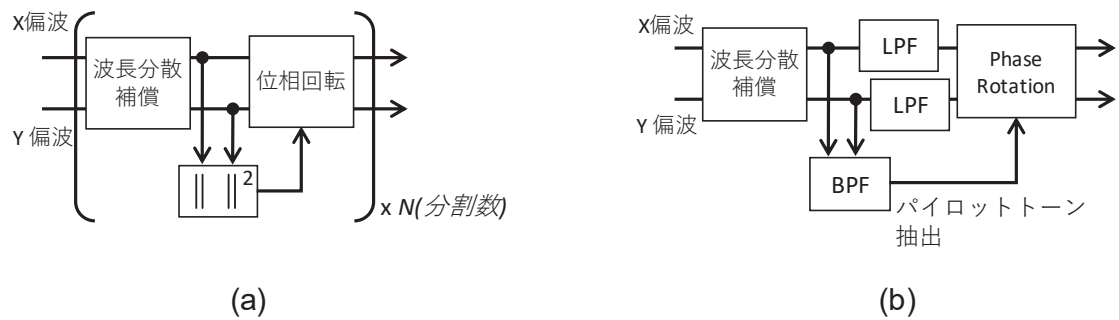 X偏波
波長分散
補償
位相回転
Y 偏波
|| ||²
x N(分割数)
(a)
X偏波
波長分散
補償
LPF
LPF
Phase
Rotation
Y 偏波
BPF
パイロットトーン
抽出
(b)